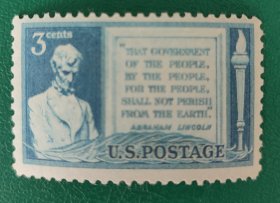 3 cents
"THAT GOVERNMENT
OF THE PEOPLE,
BY THE PEOPLE,
FOR THE PEOPLE,
SHALL NOT PERISH
FROM THE EARTH."
ABRAHAM LINCOLN
U.S. POSTAGE